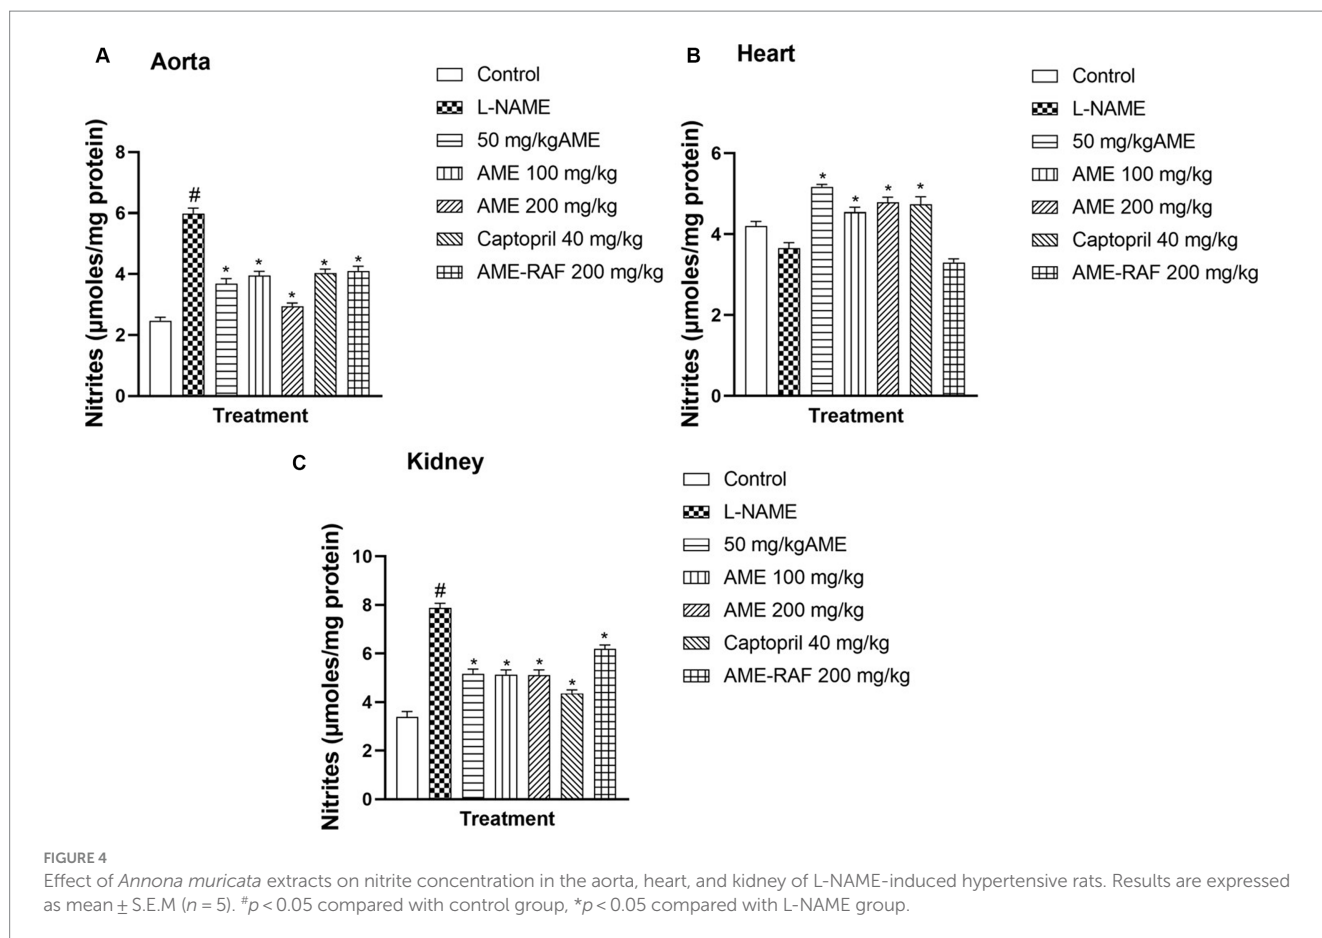 A
Aorta
Nitrites (μmoles/mg protein)
8
6
4
2
0
#
*
*
*
*
*
Treatment
Control
L-NAME
50 mg/kgAME
AME 100 mg/kg
AME 200 mg/kg
Captopril 40 mg/kg
AME-RAF 200 mg/kg
B
Heart
Nitrites (μmoles/mg protein)
6
4
2
0
*
*
*
*
Treatment
Control
L-NAME
50 mg/kgAME
AME 100 mg/kg
AME 200 mg/kg
Captopril 40 mg/kg
AME-RAF 200 mg/kg
C
Kidney
Nitrites (μmoles/mg protein)
10
8
6
4
2
0
#
*
*
*
*
*
Treatment
Control
L-NAME
50 mg/kgAME
AME 100 mg/kg
AME 200 mg/kg
Captopril 40 mg/kg
AME-RAF 200 mg/kg
FIGURE 4
Effect of Annona muricata extracts on nitrite concentration in the aorta, heart, and kidney of L-NAME-induced hypertensive rats. Results are expressed
as mean ± S.E.M (n = 5). #p < 0.05 compared with control group, *p < 0.05 compared with L-NAME group.